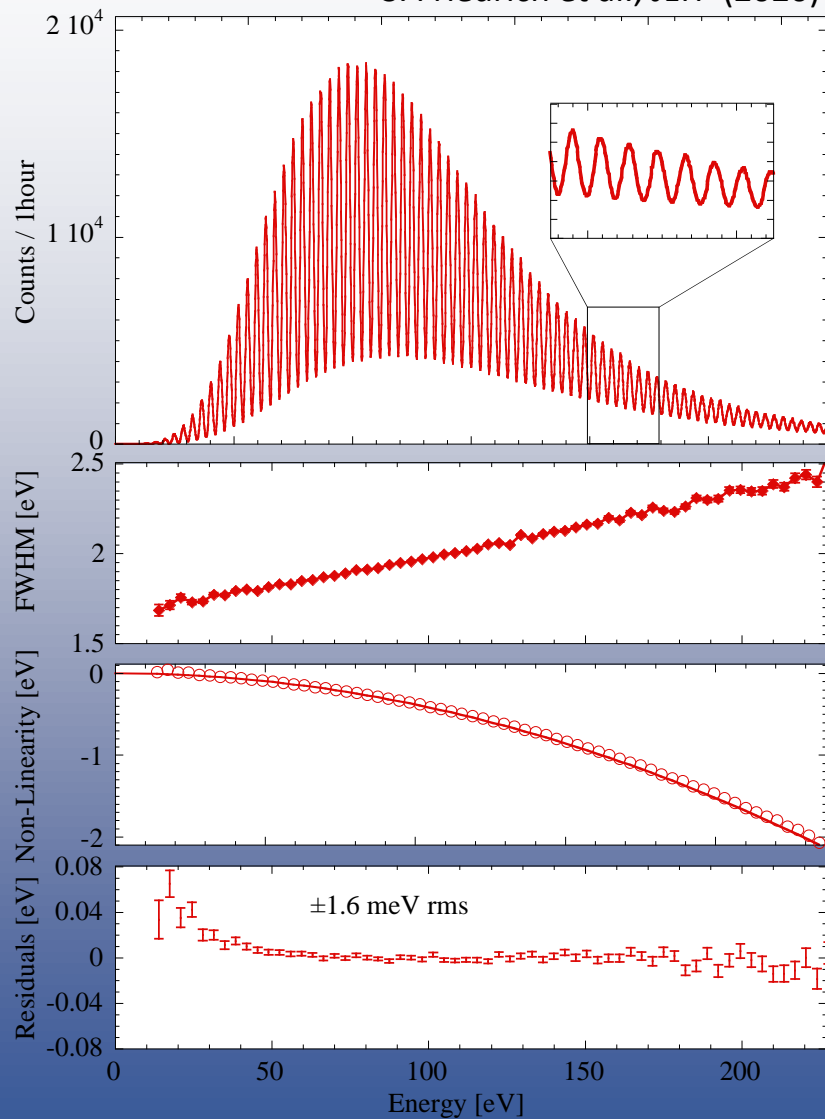 2 10⁴
1 10⁴
0
Counts / 1hour
2.5
2
1.5
FWHM [eV]
0
-1
-2
Non-Linearity [eV]
0.08
0.04
0
-0.04
-0.08
Residuals [eV]
±1.6 meV rms
0 50 100 150 200
Energy [eV]